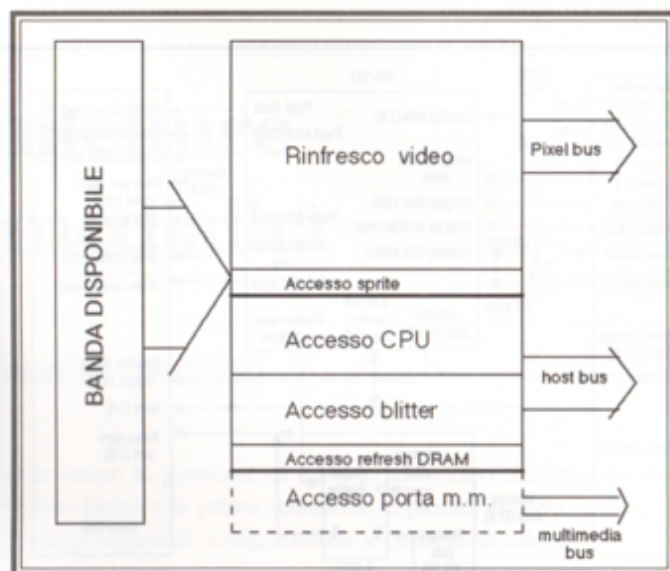 BANDA DISPONIBILE
Rinfresco video
Pixel bus
Accesso sprite
Accesso CPU
host bus
Accesso blitter
Accesso refresh DRAM
Accesso porta m.m.
multimedia
bus